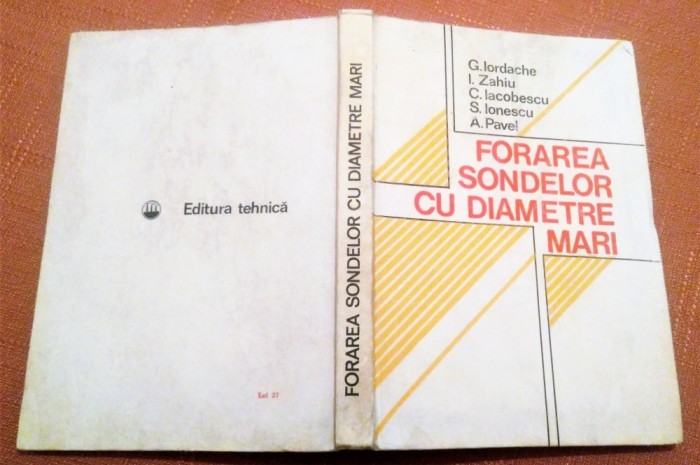 G.Iordache
I. Zahiu
C. Iacobescu
S. Ionescu
A. Pavel
FORAREA
SONDELOR
CU DIAMETRE
MARI
FORAREA SONDELOR CU DIAMETRE MARI
Editura tehnică
Lei 27